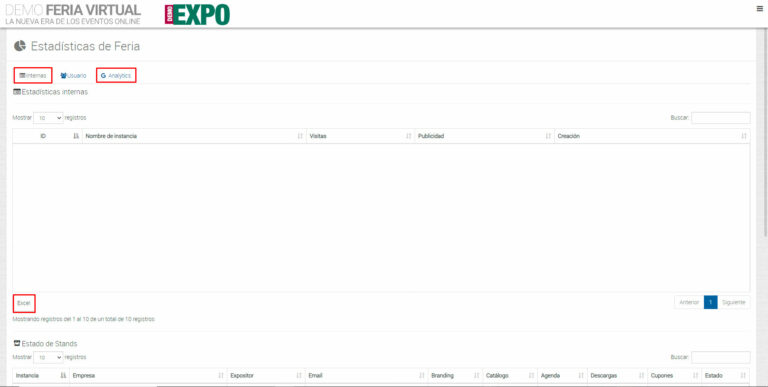 DEMO FERIA VIRTUAL
LA NUEVA ERA DE LOS EVENTOS ONLINE
DEMO EXPO
Estadísticas de Feria
Internas Usuario Analytics
Estadísticas internas
Mostrar 10 registros Buscar:
ID Nombre de instancia Visitas Publicidad Creación
Excel Anterior 1 Siguiente
Mostrando registros del 1 al 10 de un total de 10 registros
Estado de Stands
Mostrar 10 registros Buscar:
Instancia Empresa Expositor Email Branding Catálogo Agenda Descargas Cupones Estado